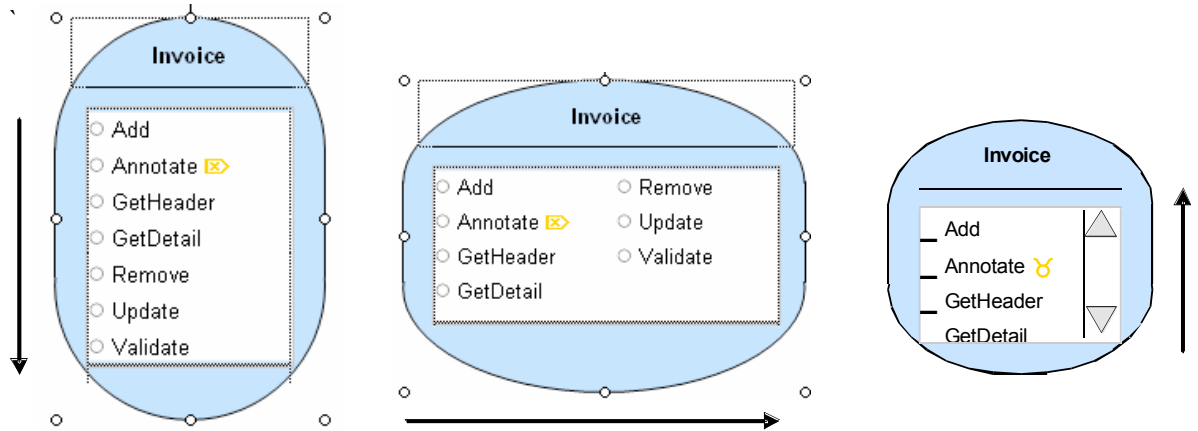 `
Invoice
Add
Annotate
GetHeader
GetDetail
Remove
Update
Validate
Invoice
Add
Annotate
GetHeader
GetDetail
Remove
Update
Validate
Invoice
Add
Annotate
GetHeader
GetDetail